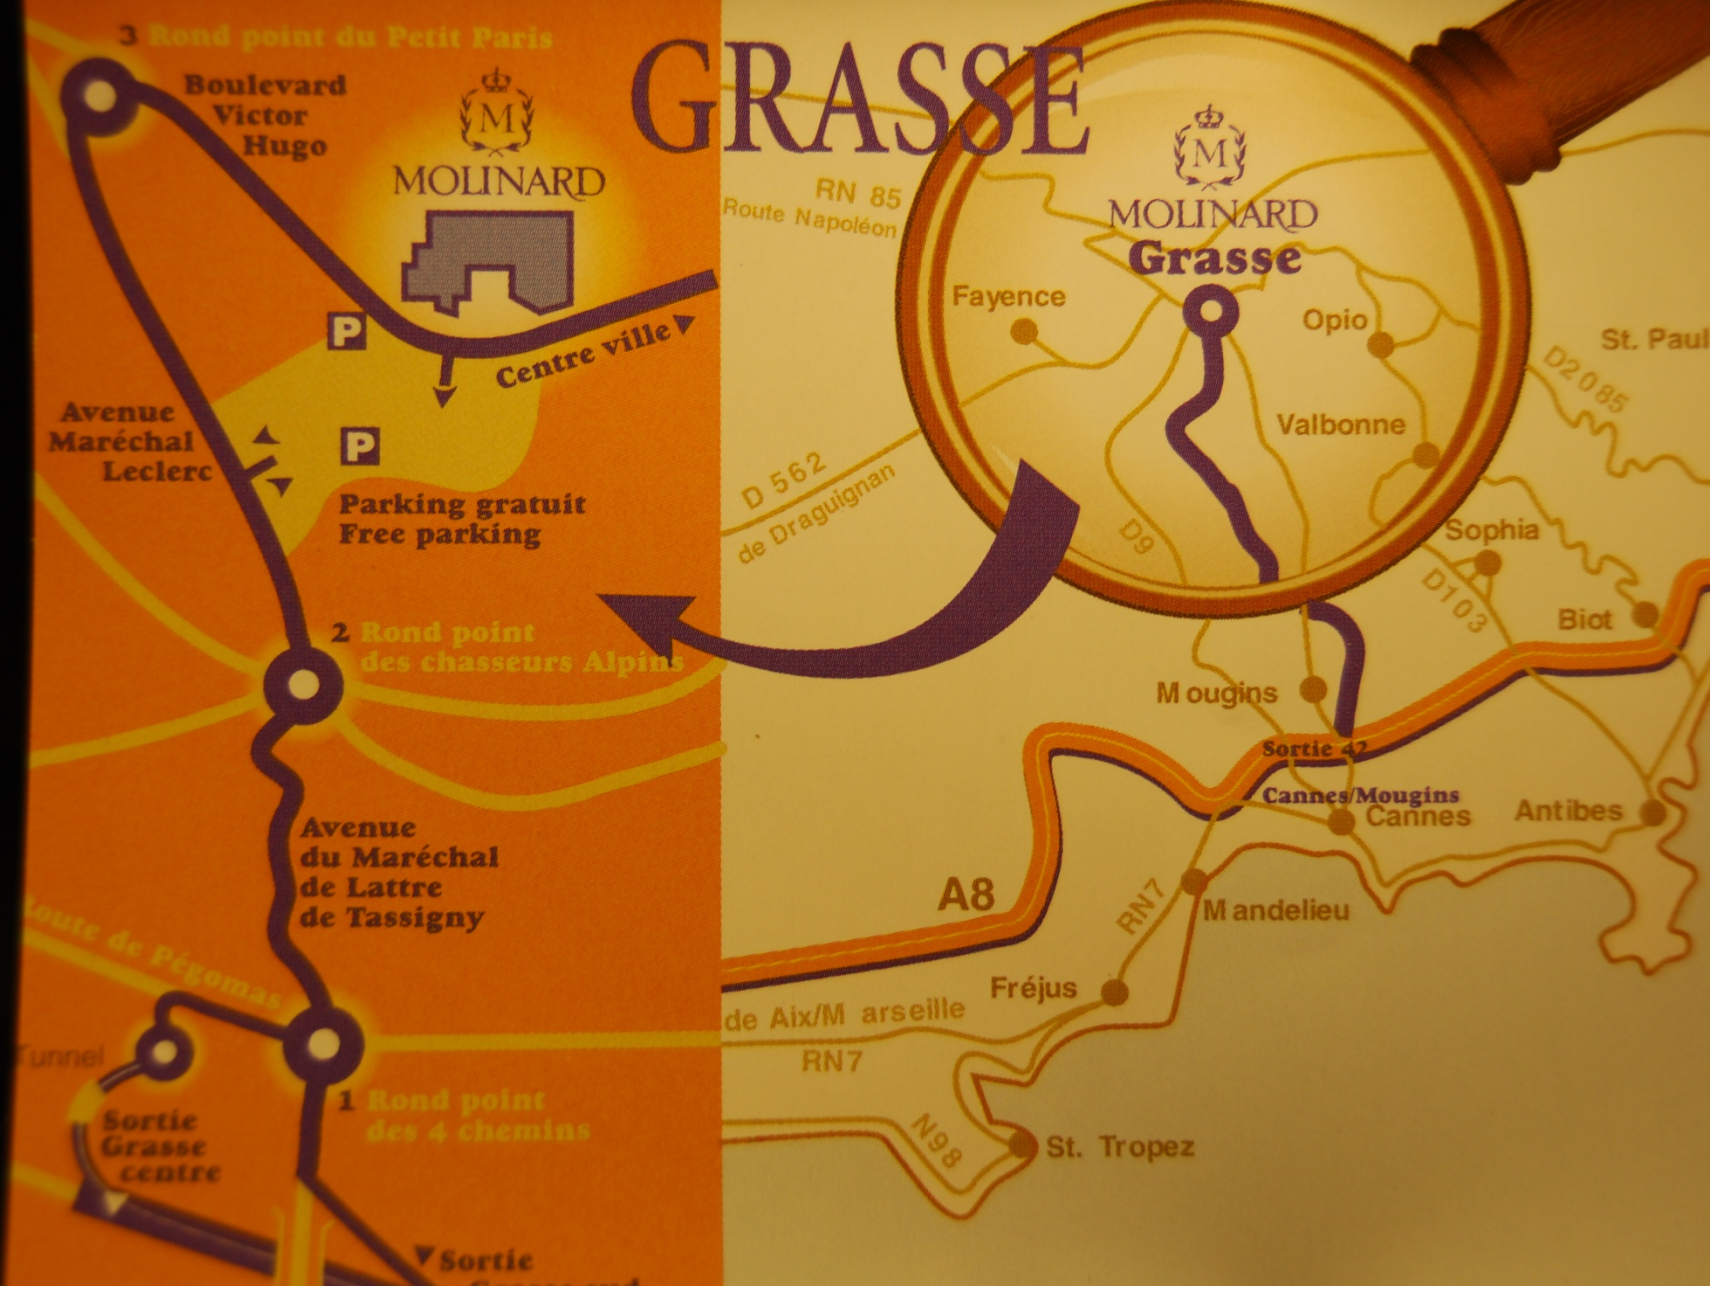 3 Rond point du Petit Paris
Boulevard
Victor
Hugo
M
MOLINARD
P
Centre ville
Avenue
Maréchal
Leclerc
P
Parking gratuit
Free parking
2 Rond point
des chasseurs Alpins
Avenue
du Maréchal
de Lattre
de Tassigny
Route de Pégomas
Tunnel
Sortie
Grasse
centre
1 Rond point
des 4 chemins
Sortie
GRASSE
RN 85
Route Napoléon
M
MOLINARD
Grasse
Fayence
Opio
St. Paul
D2085
Valbonne
D 562
de Draguignan
D9
Sophia
D103
Biot
Mougins
Sortie 42
Cannes/Mougins
Cannes
Antibes
A8
RN7
Mandelieu
Fréjus
de Aix/M arseille
RN7
N98
St. Tropez